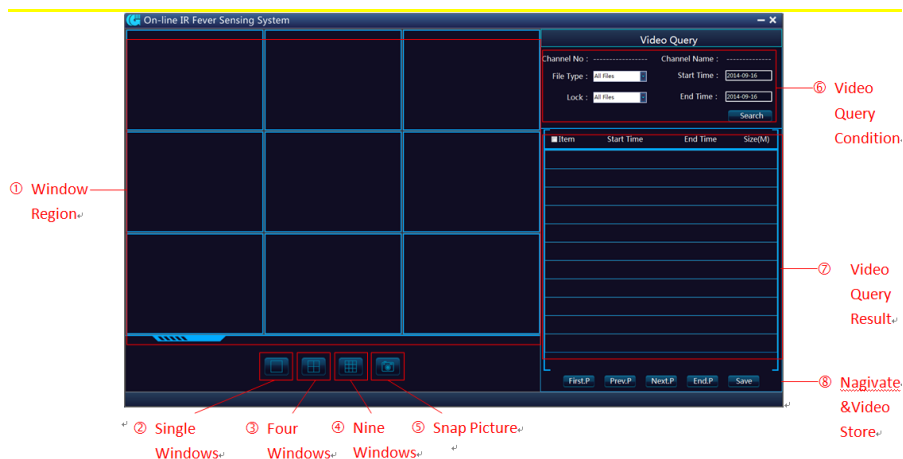 On-line IR Fever Sensing System
Video Query
Channel No : ---------------- Channel Name : -------------
File Type : All Files Start Time : 2014-09-16
Lock : All Files End Time : 2014-09-16
Search
Item Start Time End Time Size(M)
First.P Prev.P Next.P End.P Save
① Window
Region
② Single
Windows
③ Four
Windows
④ Nine
Windows
⑤ Snap Picture
⑥ Video
Query
Condition
⑦ Video
Query
Result
⑧ Nagivate
&Video
Store